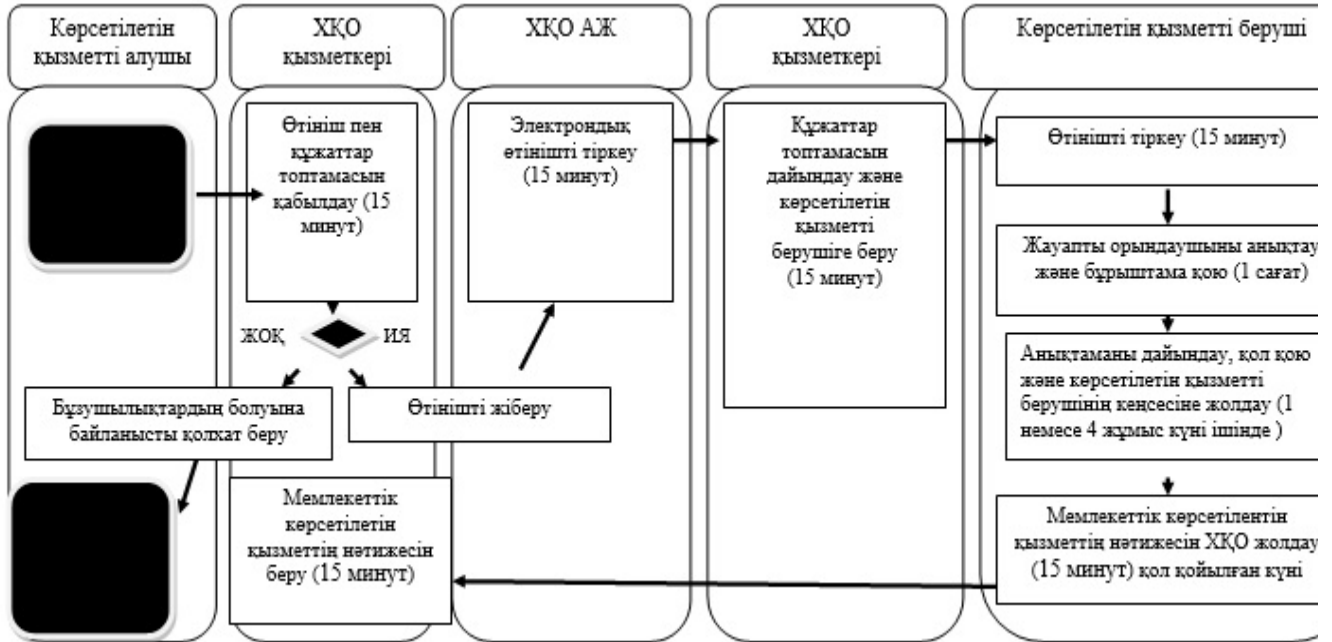 Көрсетілетін
қызметті алушы
ХҚО
қызметкері
ХҚО АЖ
ХҚО
қызметкері
Көрсетілетін қызметті беруші
Өтініш пен
құжаттар
топтамасын
қабылдау (15
минут)
Электрондық
өтінішті тіркеу
(15 минут)
Құжаттар
топтамасын
дайындау және
көрсетілетін
қызметті
берушіге беру
(15 минут)
Өтінішті тіркеу (15 минут)
Жауапты орындаушыны анықтау
және бұрыштама қою (1 сағат)
ЖОҚ
ИЯ
Бұзушылықтардың болуына
байланысты қолхат беру
Өтінішті жіберу
Анықтаманы дайындау, қол қою
және көрсетілетін қызметті
берушінің кеңсесіне жолдау (1
немесе 4 жұмыс күні ішінде )
Мемлекеттік
көрсетілетін
қызметтің нәтижесін
беру (15 минут)
Мемлекеттік көрсетілентін
қызметтің нәтижесін ХҚО жолдау
(15 минут) қол қойылған күні